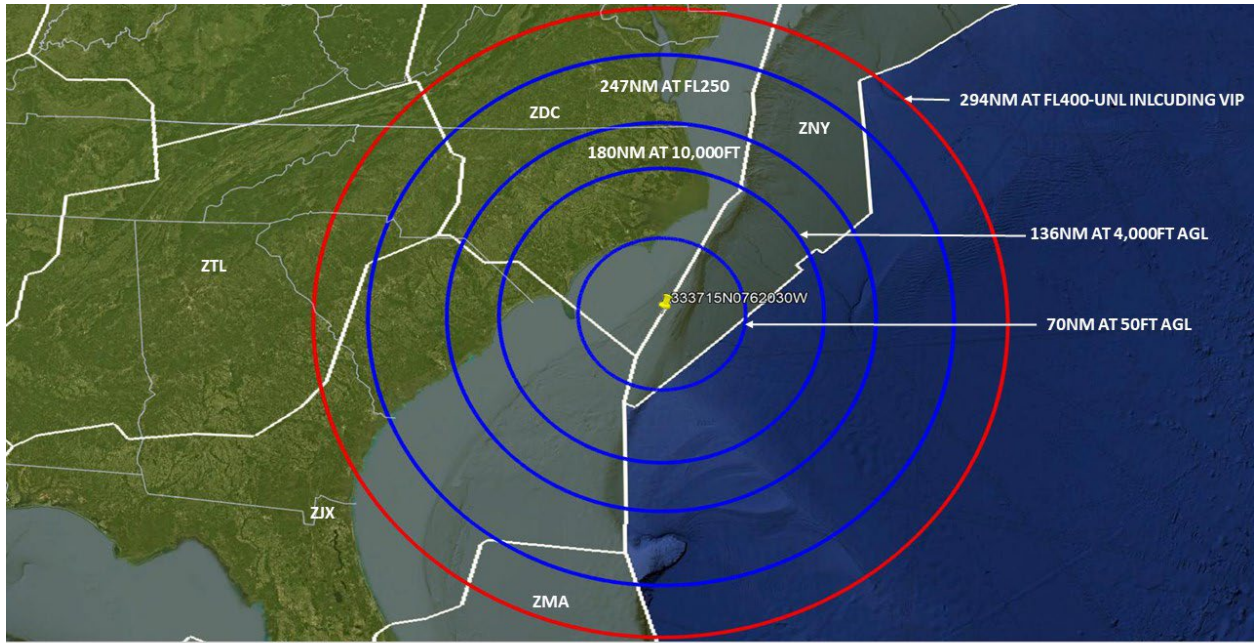 247NM AT FL250
294NM AT FL400-UNL INLCUDING VIP
ZDC
ZNY
180NM AT 10,000FT
136NM AT 4,000FT AGL
ZTL
333715N0762030W
70NM AT 50FT AGL
ZJX
ZMA